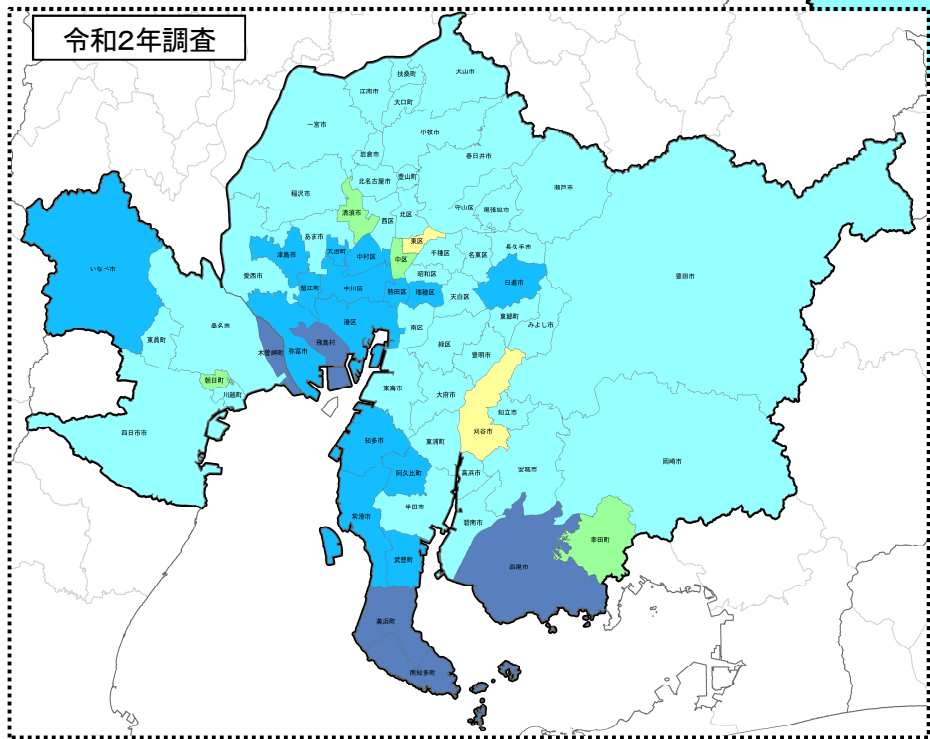 令和2年調査
犬山市
扶桑町
江南市
大口町
一宮市
小牧市
岩倉市
春日井市
豊山町
北名古屋市
瀬戸市
稲沢市
清須市
西区
北区
守山区
尾張旭市
あま市
東区
長久手市
津島市
大治町
中村区
中区
千種区
名東区
いなべ市
愛西市
蟹江町
中川区
昭和区
熱田区
瑞穂区
天白区
日進市
豊田市
東郷町
みよし市
桑名市
東員町
港区
南区
緑区
木曽岬町
弥富市
飛島村
豊明市
朝日町
川越町
東海市
大府市
知立市
四日市市
知多市
東浦町
刈谷市
阿久比町
高浜市
安城市
岡崎市
半田市
常滑市
碧南市
幸田町
武豊町
西尾市
美浜町
南知多町